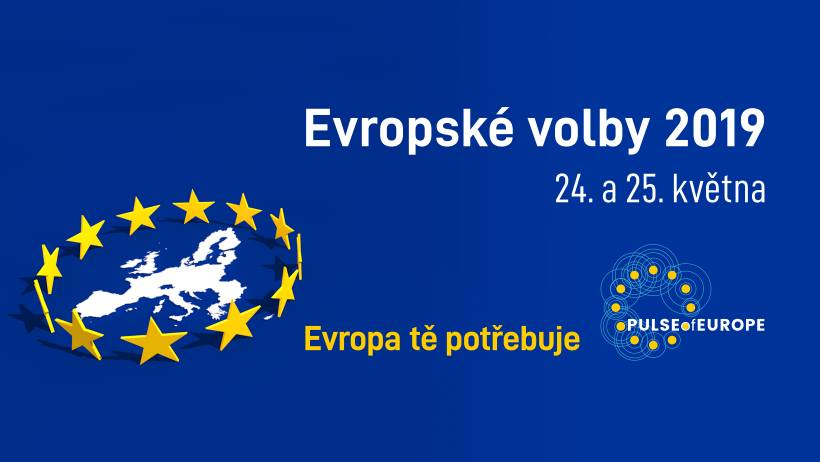 Evropské volby 2019
24. a 25. května
Evropa tě potřebuje
PULSEofEUROPE